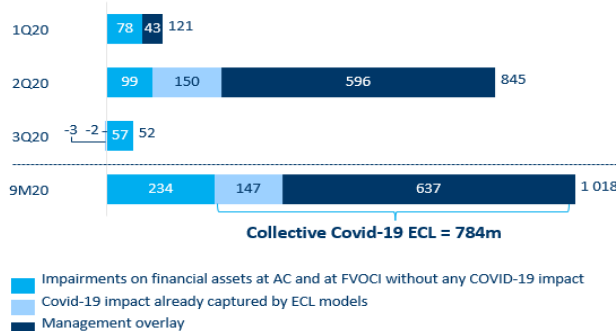 1Q20 78 43 121
2Q20 99 150 596 845
3Q20 -3 -2 57 52
9M20 234 147 637 1 018
Collective Covid-19 ECL = 784m
Impairments on financial assets at AC and at FVOCI without any COVID-19 impact
Covid-19 impact already captured by ECL models
Management overlay